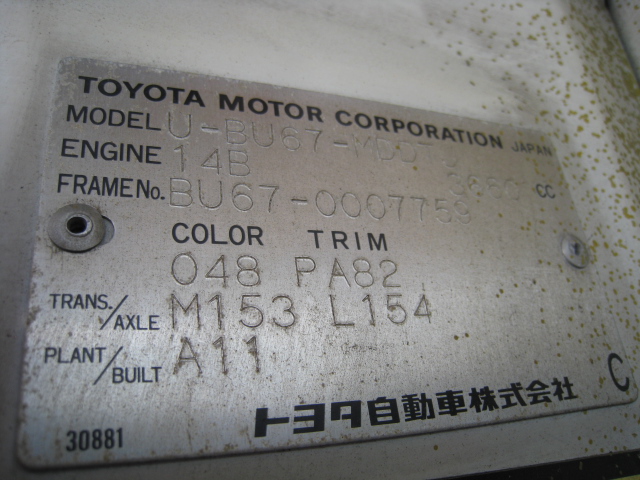 TOYOTA MOTOR CORPORATION JAPAN
MODEL
ENGINE 14B CC
FRAME No. BU67-0007759
COLOR TRIM
048 PA82
TRANS./AXLE M153 L154
PLANT/BUILT A11
トヨタ自動車株式会社 C
30881